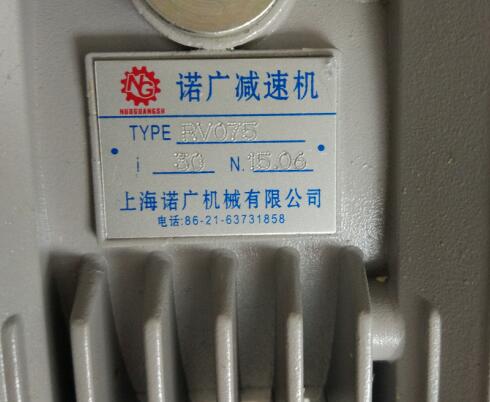 NG
诺广减速机
NUOGUANGSH
TYPE RV075
i 30 N. 15.06
上海诺广机械有限公司
电话:86-21-63731858